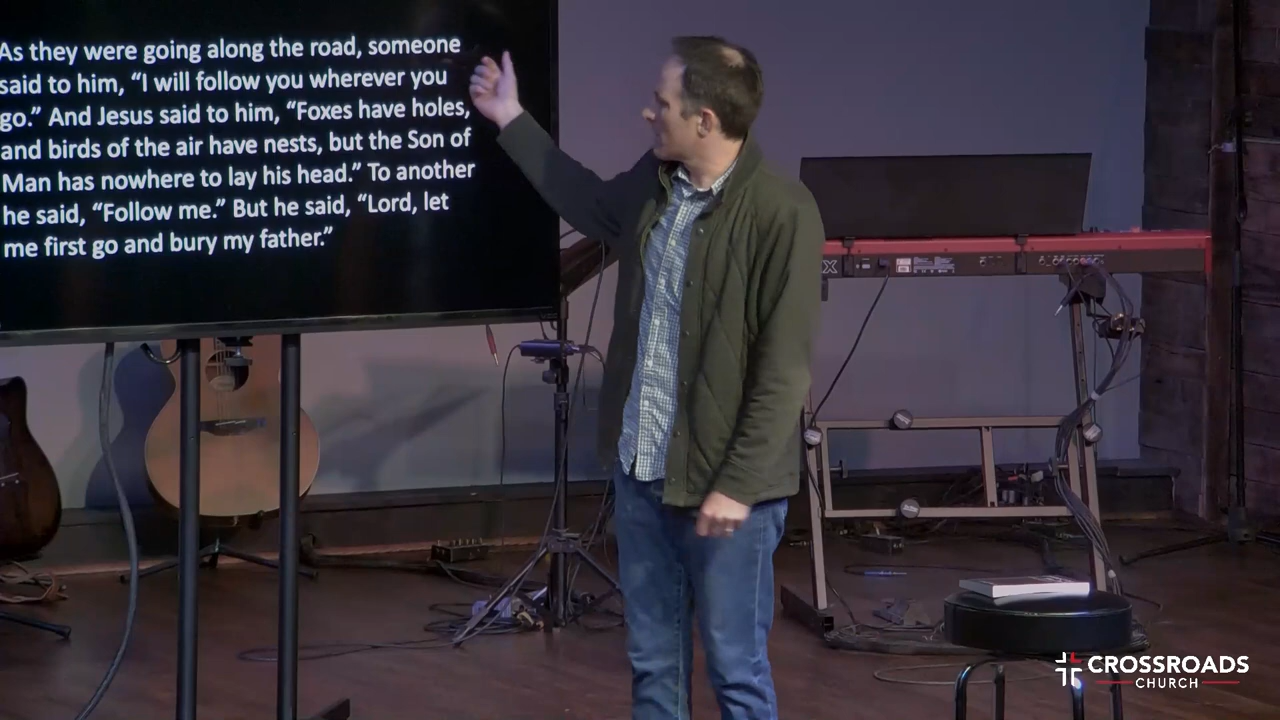 As they were going along the road, someone
said to him, “I will follow you wherever you
go.” And Jesus said to him, “Foxes have holes,
and birds of the air have nests, but the Son of
Man has nowhere to lay his head.” To another
he said, “Follow me.” But he said, “Lord, let
me first go and bury my father.”
X
CROSSROADS
CHURCH